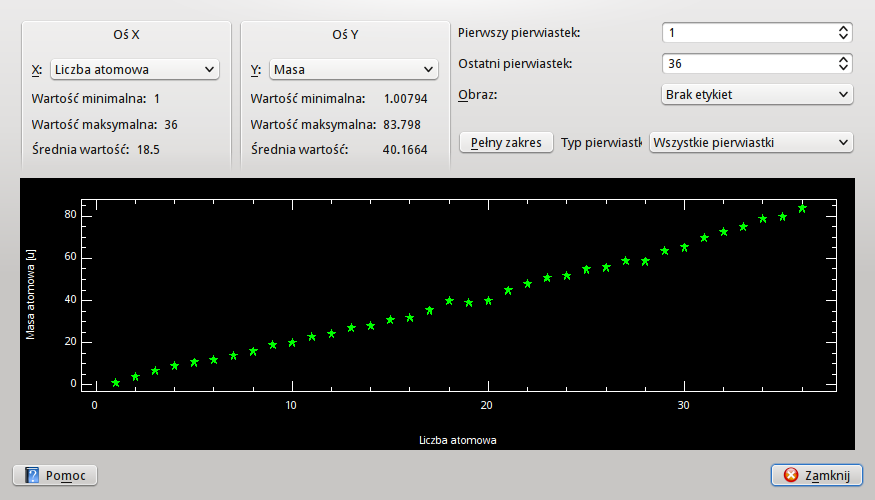 Oś X
X: Liczba atomowa
Wartość minimalna: 1
Wartość maksymalna: 36
Średnia wartość: 18.5
Oś Y
Y: Masa
Wartość minimalna: 1.00794
Wartość maksymalna: 83.798
Średnia wartość: 40.1664
Pierwszy pierwiastek: 1
Ostatni pierwiastek: 36
Obraz: Brak etykiet
Pełny zakres Typ pierwiastk Wszystkie pierwiastki
Masa atomowa [u]
80
60
40
20
0
0 10 20 30
Liczba atomowa
Pomoc
Zamknij